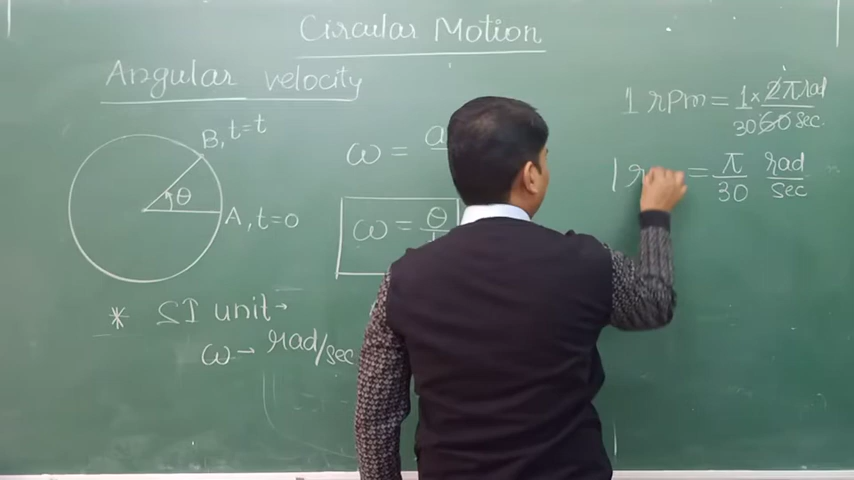 Circular Motion
Angular velocity
B, t=t
θ
A, t=0
ω = a
ω = θ
* SI unit→
ω → rad/sec
1 rpm = 1 × 2π rad
30 60 sec.
1 r = π/30 rad/sec